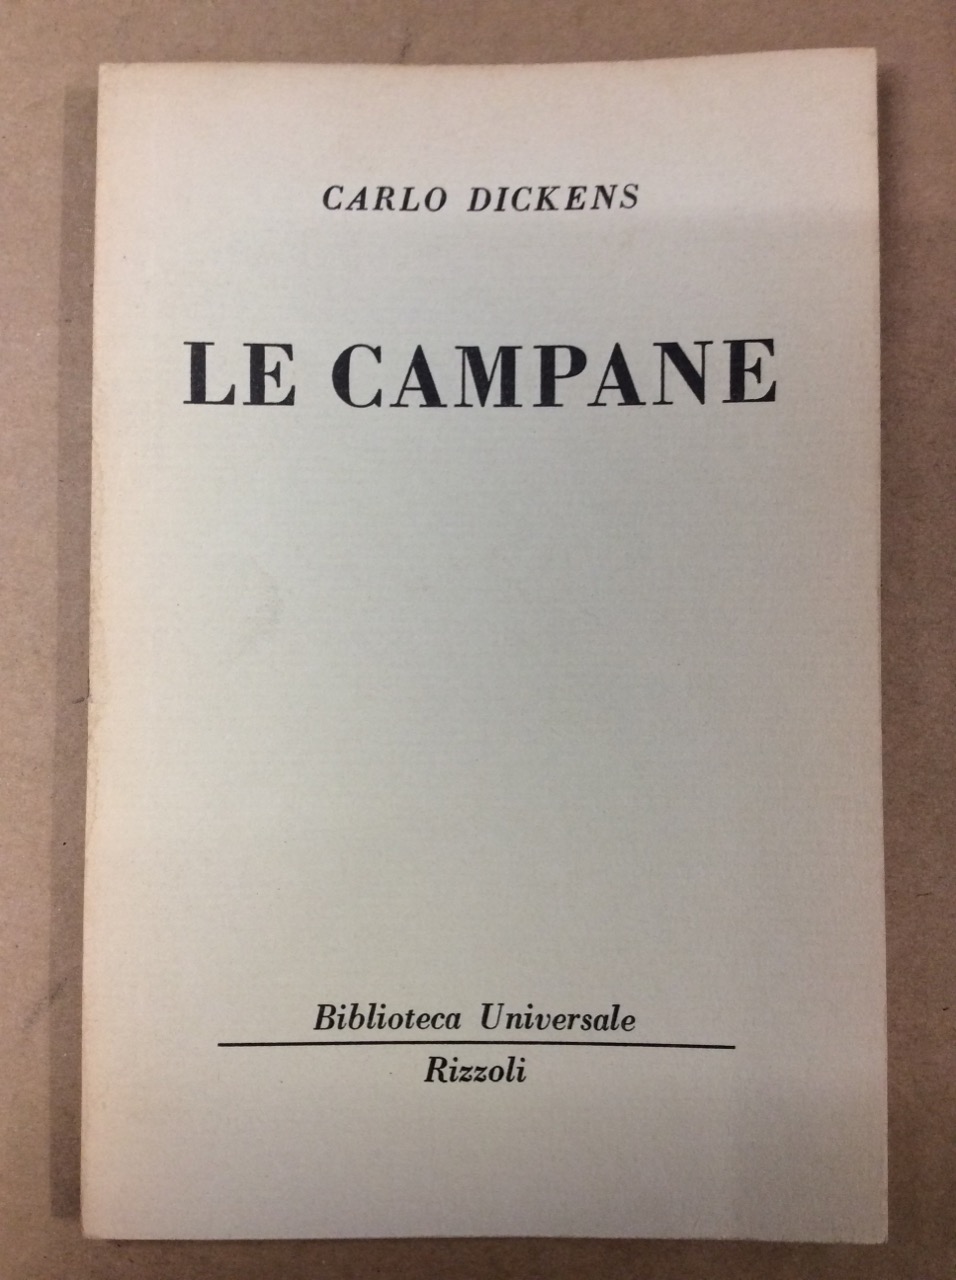 CARLO DICKENS
LE CAMPANE
Biblioteca Universale
Rizzoli